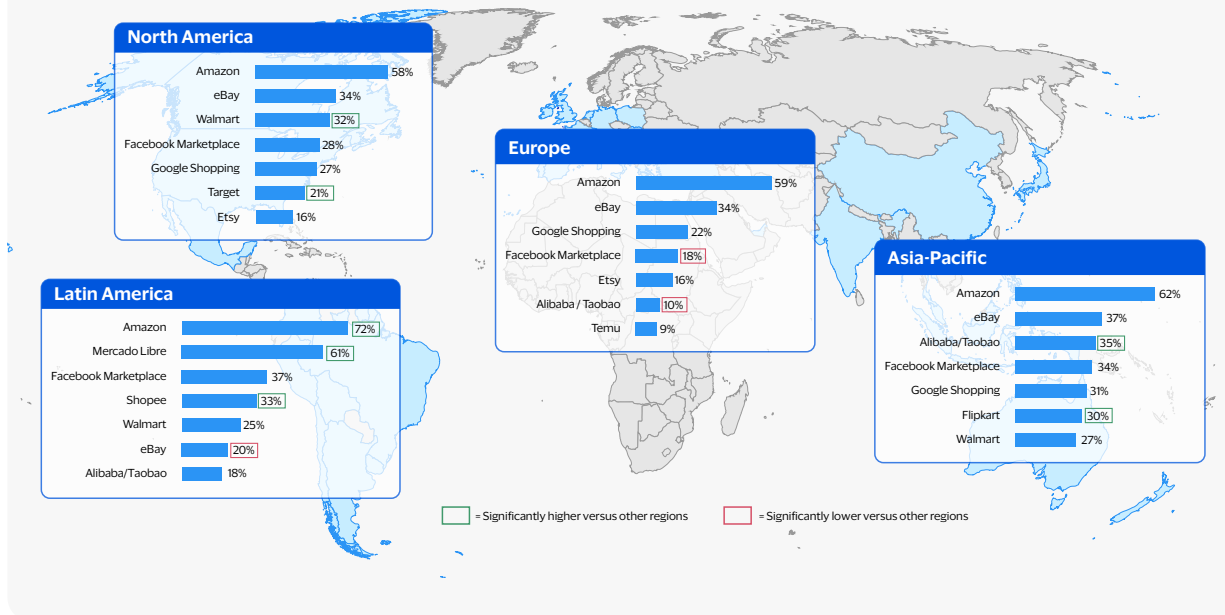 North America
Amazon 58%
eBay 34%
Walmart 32%
Facebook Marketplace 28%
Google Shopping 27%
Target 21%
Etsy 16%
Europe
Amazon 59%
eBay 34%
Google Shopping 22%
Facebook Marketplace 18%
Etsy 16%
Alibaba / Taobao 10%
Temu 9%
Asia-Pacific
Amazon 62%
eBay 37%
Alibaba/Taobao 35%
Facebook Marketplace 34%
Google Shopping 31%
Flipkart 30%
Walmart 27%
Latin America
Amazon 72%
Mercado Libre 61%
Facebook Marketplace 37%
Shopee 33%
Walmart 25%
eBay 20%
Alibaba/Taobao 18%
= Significantly higher versus other regions
= Significantly lower versus other regions